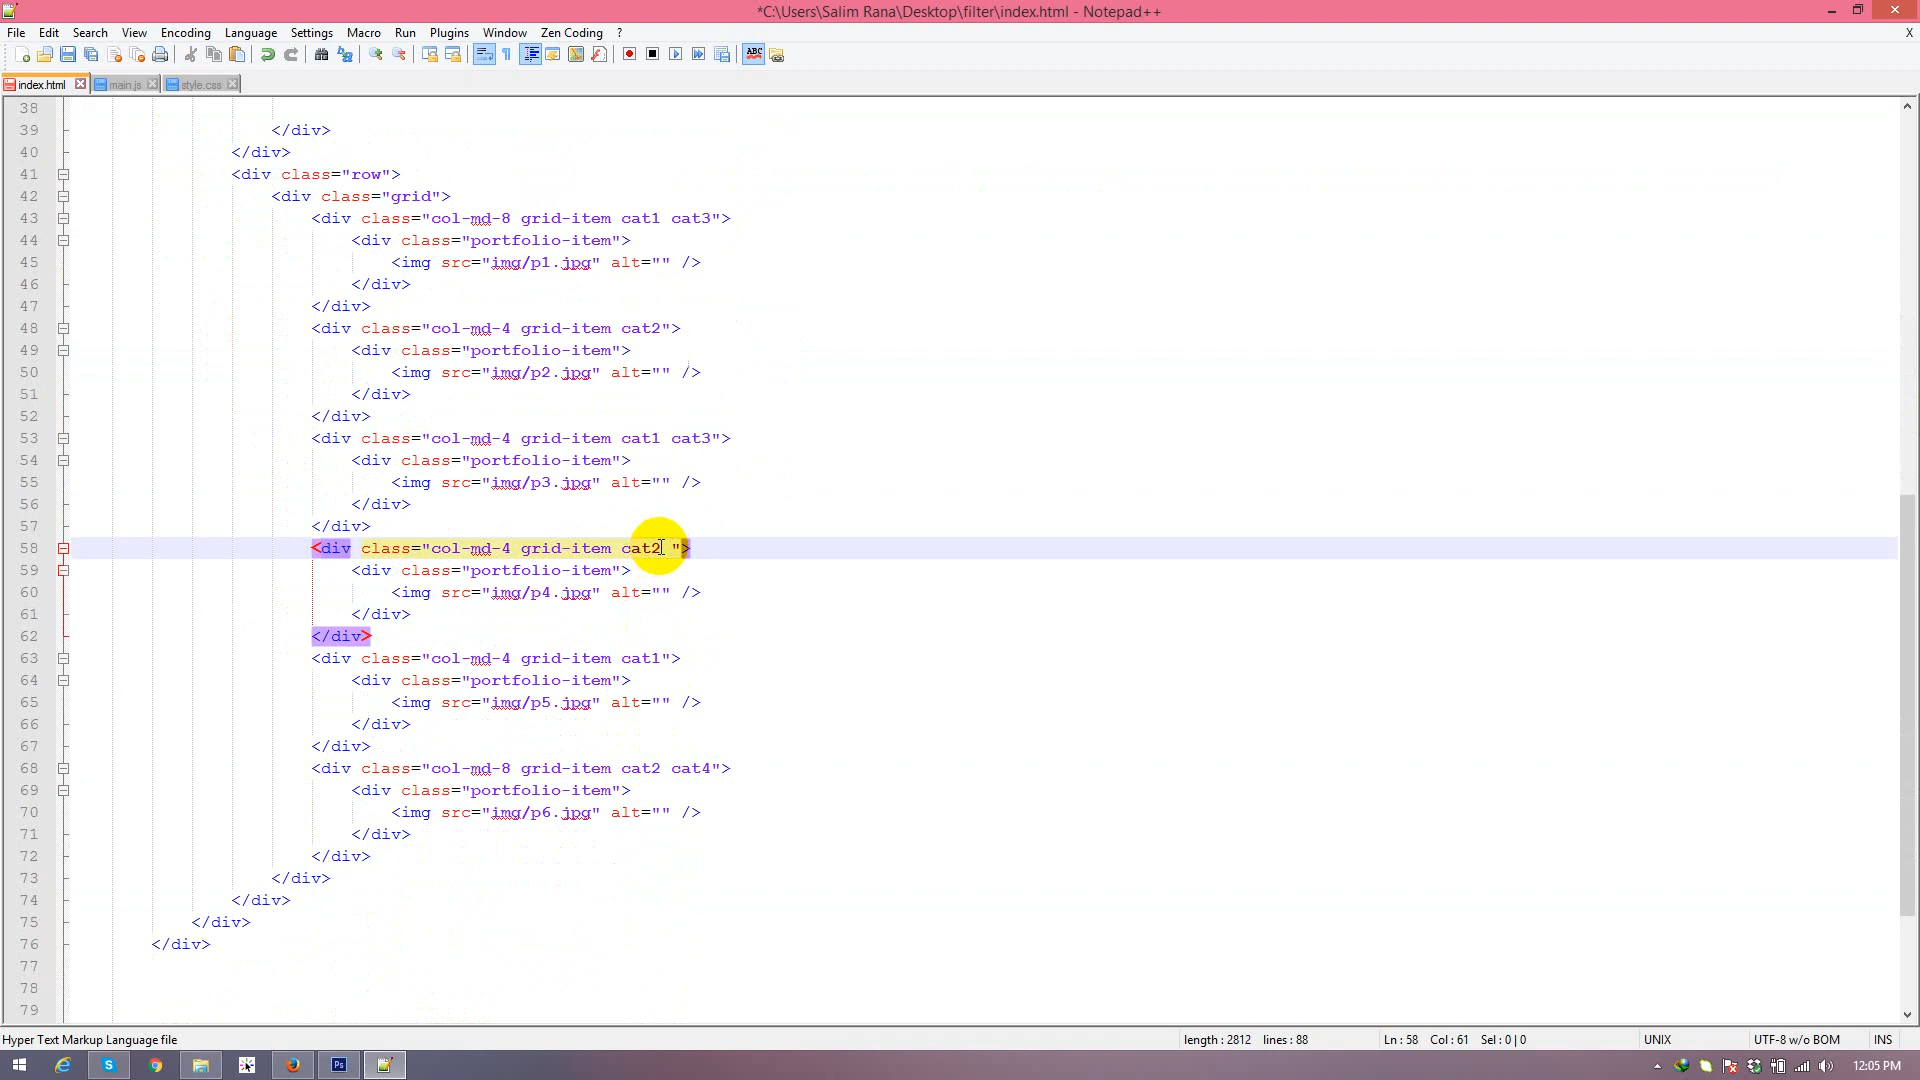 *C:\Users\Salim Rana\Desktop\filter\index.html - Notepad++
File Edit Search View Encoding Language Settings Macro Run Plugins Window Zen Coding ? X
index.html main.js style.css
38
39 </div>
40 </div>
41 <div class="row">
42 <div class="grid">
43 <div class="col-md-8 grid-item cat1 cat3">
44 <div class="portfolio-item">
45 <img src="img/p1.jpg" alt="" />
46 </div>
47 </div>
48 <div class="col-md-4 grid-item cat2">
49 <div class="portfolio-item">
50 <img src="img/p2.jpg" alt="" />
51 </div>
52 </div>
53 <div class="col-md-4 grid-item cat1 cat3">
54 <div class="portfolio-item">
55 <img src="img/p3.jpg" alt="" />
56 </div>
57 </div>
58 <div class="col-md-4 grid-item cat2 ">
59 <div class="portfolio-item">
60 <img src="img/p4.jpg" alt="" />
61 </div>
62 </div>
63 <div class="col-md-4 grid-item cat1">
64 <div class="portfolio-item">
65 <img src="img/p5.jpg" alt="" />
66 </div>
67 </div>
68 <div class="col-md-8 grid-item cat2 cat4">
69 <div class="portfolio-item">
70 <img src="img/p6.jpg" alt="" />
71 </div>
72 </div>
73 </div>
74 </div>
75 </div>
76 </div>
77
78
79
Hyper Text Markup Language file length : 2812 lines : 88 Ln : 58 Col : 61 Sel : 0 | 0 UNIX UTF-8 w/o BOM INS
12:05 PM